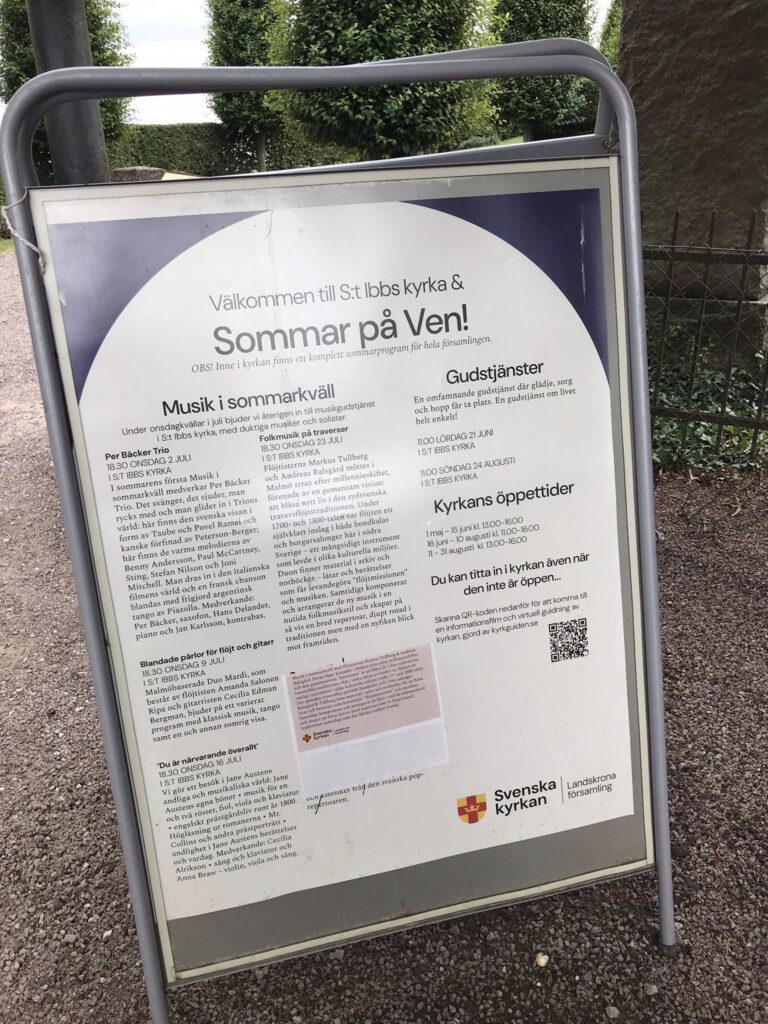 Välkommen till S:t Ibbs kyrka &
Sommar på Ven!
OBS! Inne i kyrkan finns ett komplett sommarprogram för hela församlingen.
Musik i sommarkväll
Under onsdagkvällar i juli bjuder vi återigen in till musikgudstjänst
i S:t Ibbs kyrka, med duktiga musiker och solister.
Per Bäcker Trio
18.30 ONSDAG 2 JULI
I S:T IBBS KYRKA
I sommarens första Musik i
sommarkväll medverkar Per Bäcker
Trio. Det svänger, det sjuder, man
rycks med och man glider in i Trions
värld: här finns den svenska visan i
form av Taube och Povel Ramel och
kanske förfinad av Peterson-Berger;
här finns de varma melodierna av
Benny Andersson, Paul McCartney,
Sting, Stefan Nilsson och Joni
Mitchell. Man dras in i den italienska
filmens värld och en fransk chanson
blandas med frigjord argentinsk
tango av Piazolla. Medverkande:
Per Bäcker, saxofon, Hans Delander,
piano och Jan Karlsson, kontrabas.
Blandade pärlor för flöjt och gitarr
18.30 ONSDAG 9 JULI
I S:T IBBS KYRKA
Malmöbaserade Duo Mardi, som
består av flöjtisten Amanda Salonen
Ripa och gitarristen Cecilia Edman
Bergman, bjuder på ett varierat
program med klassisk musik, tango
samt en och annan somrig visa.
'Du är närvarande överallt'
18.30 ONSDAG 16 JULI
I S:T IBBS KYRKA
Vi gör ett besök i Jane Austens
andliga och musikaliska värld: Jane
Austens egna böner • musik för en
och två röster, fiol, viola och klaviatur
• engelskt prästgårdsliv runt år 1800.
Högläsning ur romanerna • Mr.
Collins och andra prästporträtt •
andlighet i Jane Austens berättelser
och vardag. Medverkande: Cecilia
Alrikson • sång och klaviatur och
Anna Braw – violin, viola och sång.
Folkmusik på traverser
18.30 ONSDAG 23 JULI
I S:T IBBS KYRKA
Flöjtisterna Markus Tullberg
och Andreas Ralsgård möttes i
Malmö strax efter millennieskiftet,
förenade av en gemensam vision:
att blåsa nytt liv i den sydsvenska
traversflöjtstraditionen. Under
1700- och 1800-talen var flöjten ett
självklart inslag i både bondkalas
och borgarsalonger här i södra
Sverige – ett mångsidigt instrument
som levde i olika kulturella miljöer.
Duon finner material i arkiv och
notböcker – låtar och berättelser
som får levandegöra "flöjtmissionen"
och musiken. Samtidigt komponerar
och arrangerar de ny musik i en
nutida folkmusikstil och skapar på
så vis en bred repertoar, djupt rotad i
traditionen men med en nyfiken blick
mot framtiden.
Svenska
kyrkan
och klassiker från den svenska pop-
repertoaren.
Gudstjänster
En omfamnande gudstjänst där glädje, sorg
och hopp får ta plats. En gudstjänst om livet
helt enkelt!
11.00 LÖRDAG 21 JUNI
I S:T IBBS KYRKA
11.00 SÖNDAG 24 AUGUSTI
I S:T IBBS KYRKA
Kyrkans öppettider
1 maj - 15 juni kl. 13.00-16.00
16 juni - 10 augusti kl. 11.00-16.00
11 - 31 augusti kl. 13.00-16.00
Du kan titta in i kyrkan även när
den inte är öppen...
Skanna QR-koden nedanför för att komma till
en informationsfilm och virtuell guidning av
kyrkan, gjord av kyrkguiden.se
Svenska
kyrkan
Landskrona
församling